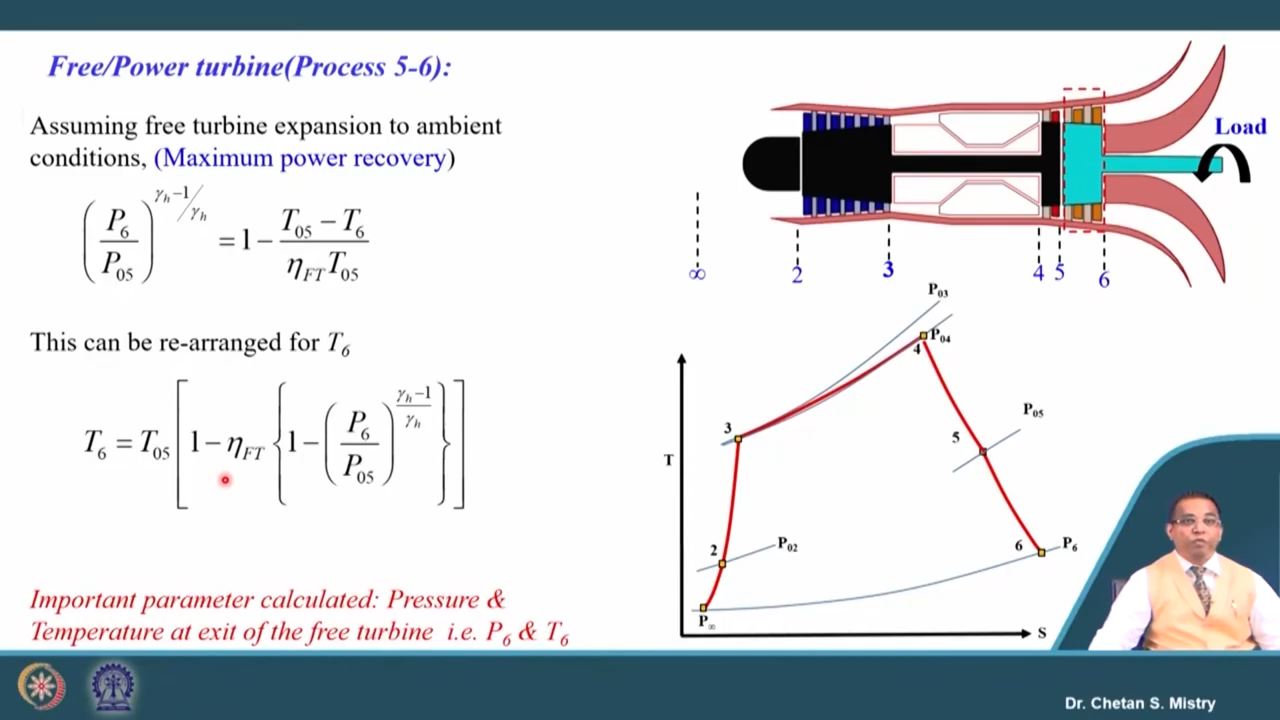 Free/Power turbine(Process 5-6):
Assuming free turbine expansion to ambient
conditions, (Maximum power recovery)
(P₆/P₀₅)^(γₕ−1/γₕ) = 1 − (T₀₅ − T₆)/(η_FT T₀₅)
This can be re-arranged for T₆
T₆ = T₀₅ [1 − η_FT {1 − (P₆/P₀₅)^((γₕ−1)/γₕ)}]
Important parameter calculated: Pressure &
Temperature at exit of the free turbine i.e. P₆ & T₆
Load
∞ 2 3 4 5 6
P₀₃
P₀₄
4
P₀₅
3
5
T
2
P₀₂
6
P₆
P∞
S
Dr. Chetan S. Mistry